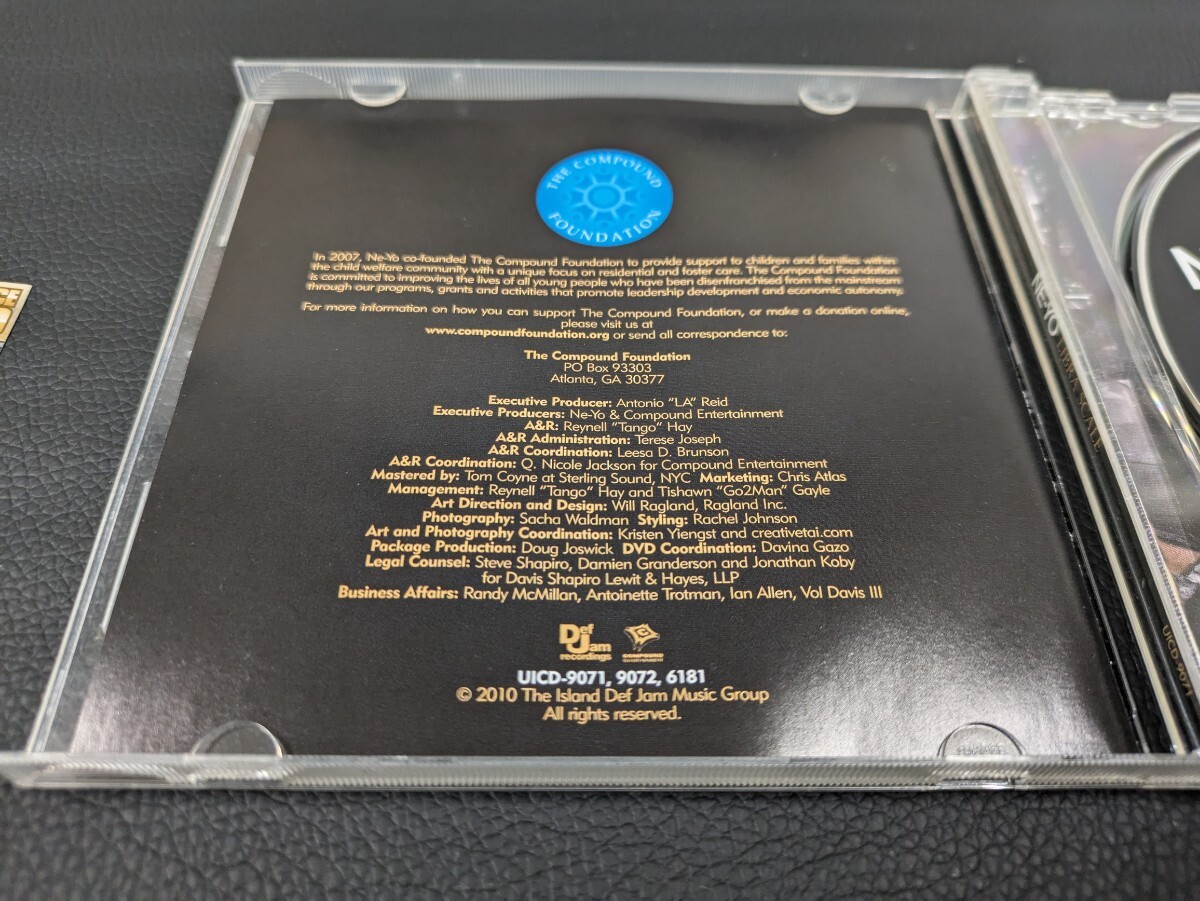 THE COMPOUND
FOUNDATION
In 2007, Ne-Yo co-founded The Compound Foundation to provide support to children and families within
the child welfare community with a unique focus on residential and foster care. The Compound Foundation
is committed to improving the lives of all young people who have been disenfranchised from the mainstream
through our programs, grants and activities that promote leadership development and economic autonomy.
For more information on how you can support The Compound Foundation, or make a donation online,
please visit us at
www.compoundfoundation.org or send all correspondence to:
The Compound Foundation
PO Box 93303
Atlanta, GA 30377
Executive Producer: Antonio "LA" Reid
Executive Producers: Ne-Yo & Compound Entertainment
A&R: Reynell "Tango" Hay
A&R Administration: Terese Joseph
A&R Coordination: Leesa D. Brunson
A&R Coordination: Q. Nicole Jackson for Compound Entertainment
Mastered by: Tom Coyne at Sterling Sound, NYC Marketing: Chris Atlas
Management: Reynell "Tango" Hay and Tishawn "Go2Man" Gayle
Art Direction and Design: Will Ragland, Ragland Inc.
Photography: Sacha Waldman Styling: Rachel Johnson
Art and Photography Coordination: Kristen Yiengst and creativetai.com
Package Production: Doug Joswick DVD Coordination: Davina Gazo
Legal Counsel: Steve Shapiro, Damien Granderson and Jonathan Koby
for Davis Shapiro Lewit & Hayes, LLP
Business Affairs: Randy McMillan, Antoinette Trotman, Ian Allen, Vol Davis III
Def
Jam
recordings
COMPOUND
ENTERTAINMENT
UICD-9071, 9072, 6181
© 2010 The Island Def Jam Music Group
All rights reserved.
NE-YO LIBRA SCALE
UICD-9071
N